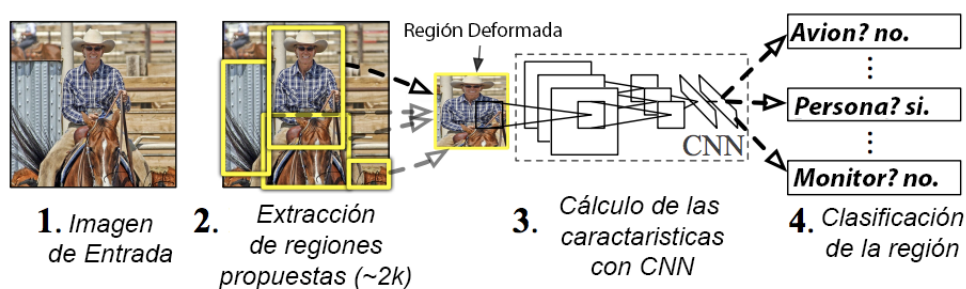 Región Deformada
Avion? no.
Persona? si.
Monitor? no.
CNN
1. Imagen
de Entrada
2. Extracción
de regiones
propuestas (~2k)
3. Cálculo de las
caractaristicas
con CNN
4. Clasificación
de la región